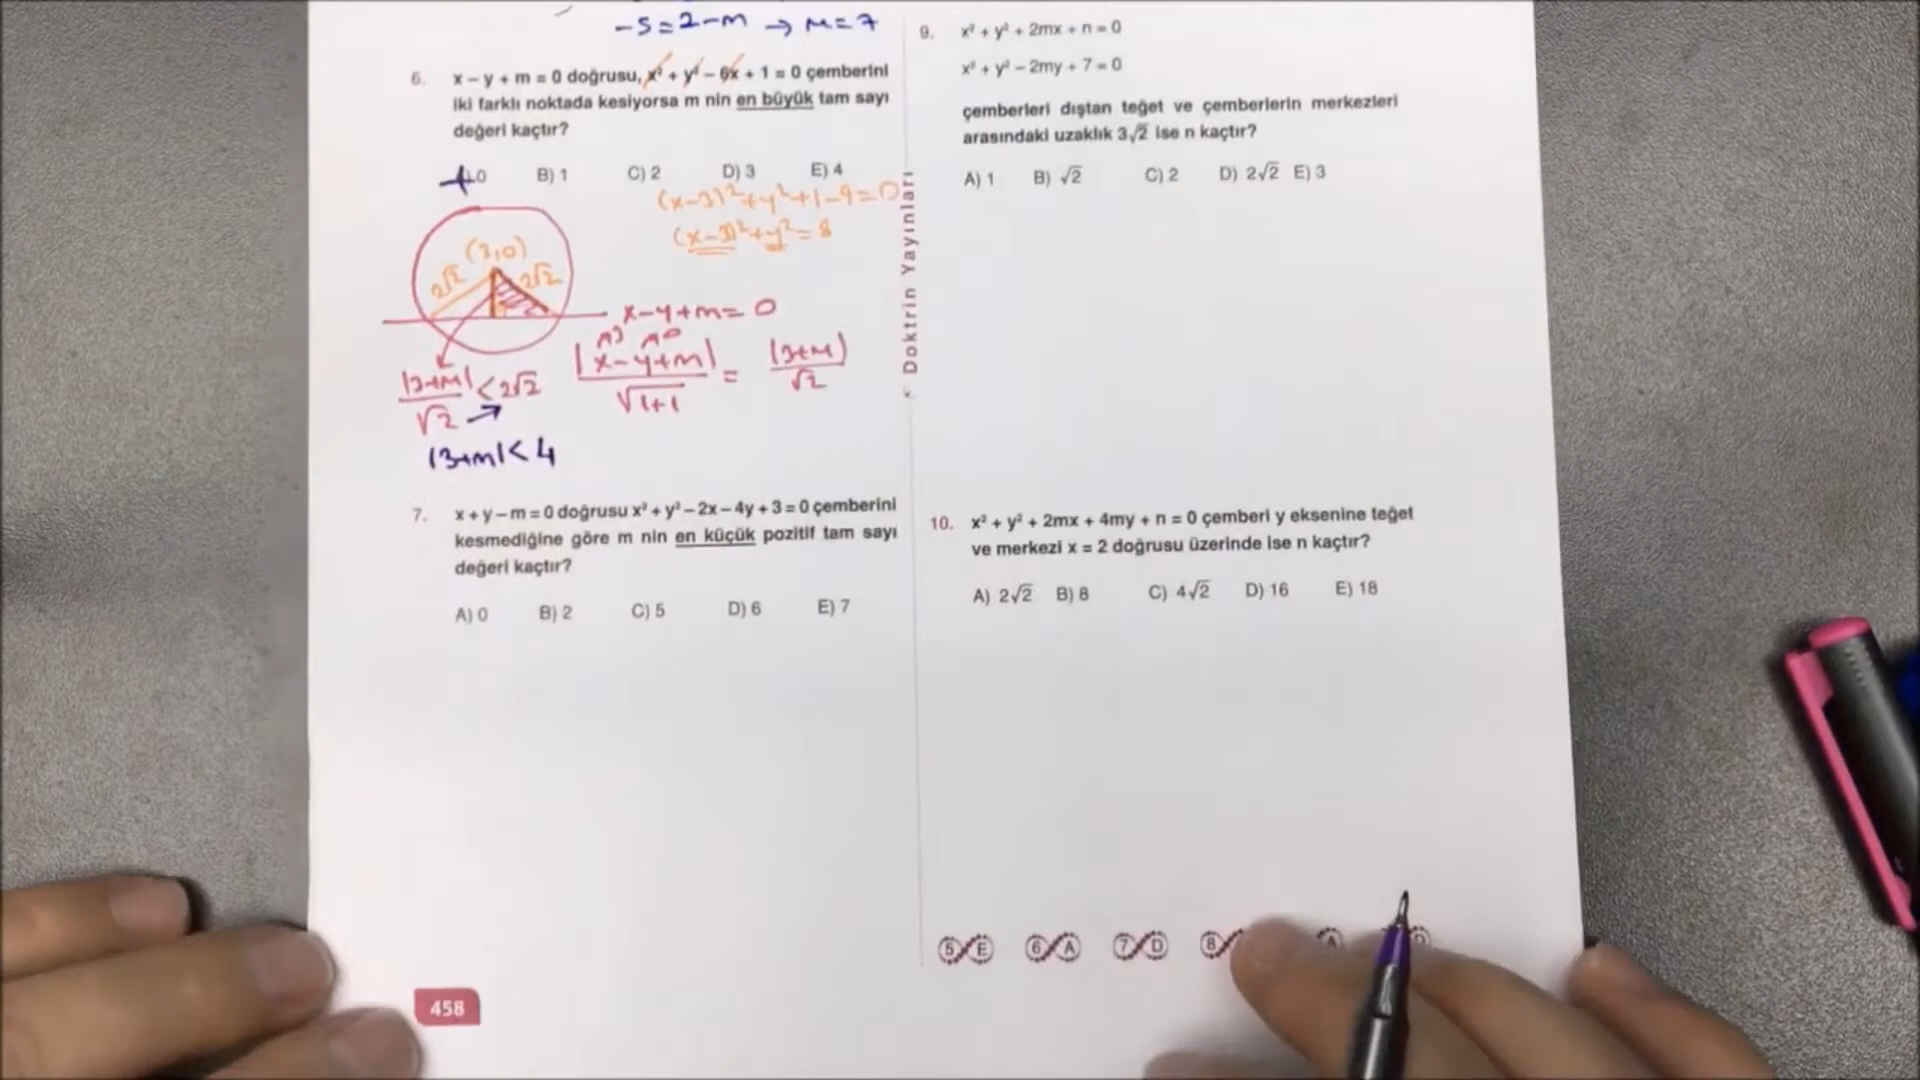 -5=2-m → m=7
6. x – y + m = 0 doğrusu, x² + y² – 6x + 1 = 0 çemberini
iki farklı noktada kesiyorsa m nin en büyük tam sayı
değeri kaçtır?
0 B) 1 C) 2 D) 3 E) 4
(x-3)²+y²+1-9=0
(x-3)²+y²=8
(3,0)
2√2 2√2
x-y+m=0
3 0
|x-y+m| / √1+1 = |3+m| / √2
|3+m| / √2 < 2√2
|3+m|<4
7. x + y – m = 0 doğrusu x² + y² – 2x – 4y + 3 = 0 çemberini
kesmediğine göre m nin en küçük pozitif tam sayı
değeri kaçtır?
A) 0 B) 2 C) 5 D) 6 E) 7
458
Doktrin Yayınları
9. x² + y² + 2mx + n = 0
x² + y² – 2my + 7 = 0
çemberleri dıştan teğet ve çemberlerin merkezleri
arasındaki uzaklık 3√2 ise n kaçtır?
A) 1 B) √2 C) 2 D) 2√2 E) 3
10. x² + y² + 2mx + 4my + n = 0 çemberi y eksenine teğet
ve merkezi x = 2 doğrusu üzerinde ise n kaçtır?
A) 2√2 B) 8 C) 4√2 D) 16 E) 18
5 E 6 A 7 D 8 A